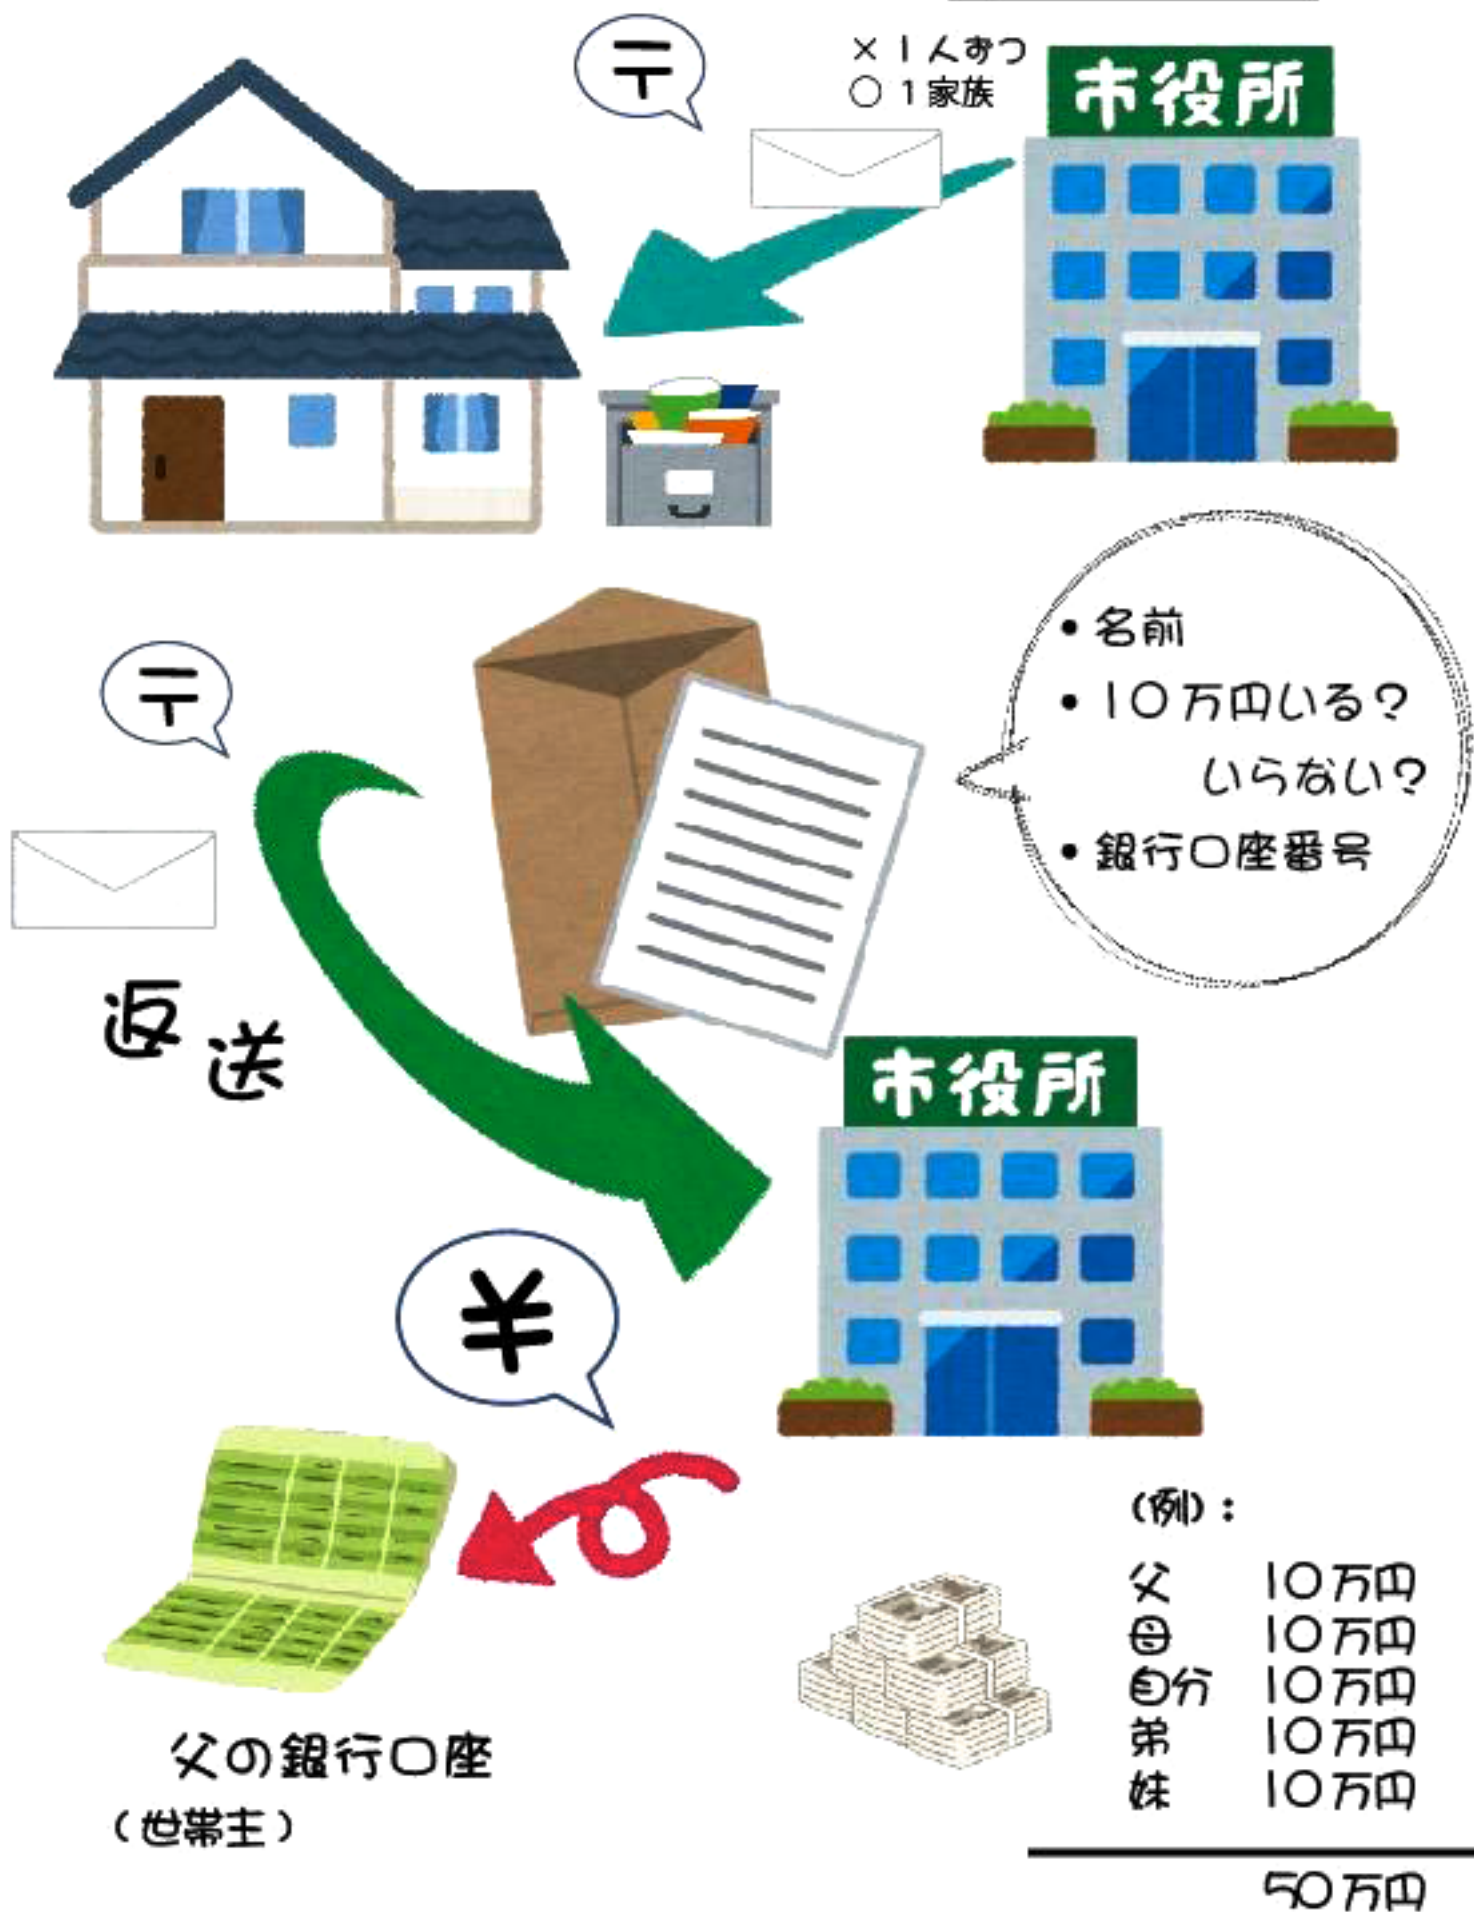 〒
×1人ずつ
○1家族
市役所
・名前
・10万円いる?
いらない?
・銀行口座番号
〒
返送
市役所
¥
(例):
父 10万円
母 10万円
自分 10万円
弟 10万円
妹 10万円
50万円
父の銀行口座
(世帯主)